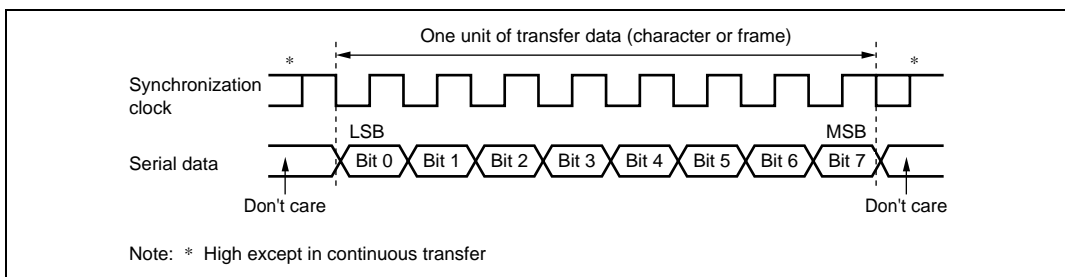 One unit of transfer data (character or frame)
* *
Synchronization
clock
LSB MSB
Serial data Bit 0 Bit 1 Bit 2 Bit 3 Bit 4 Bit 5 Bit 6 Bit 7
Don't care Don't care
Note: * High except in continuous transfer